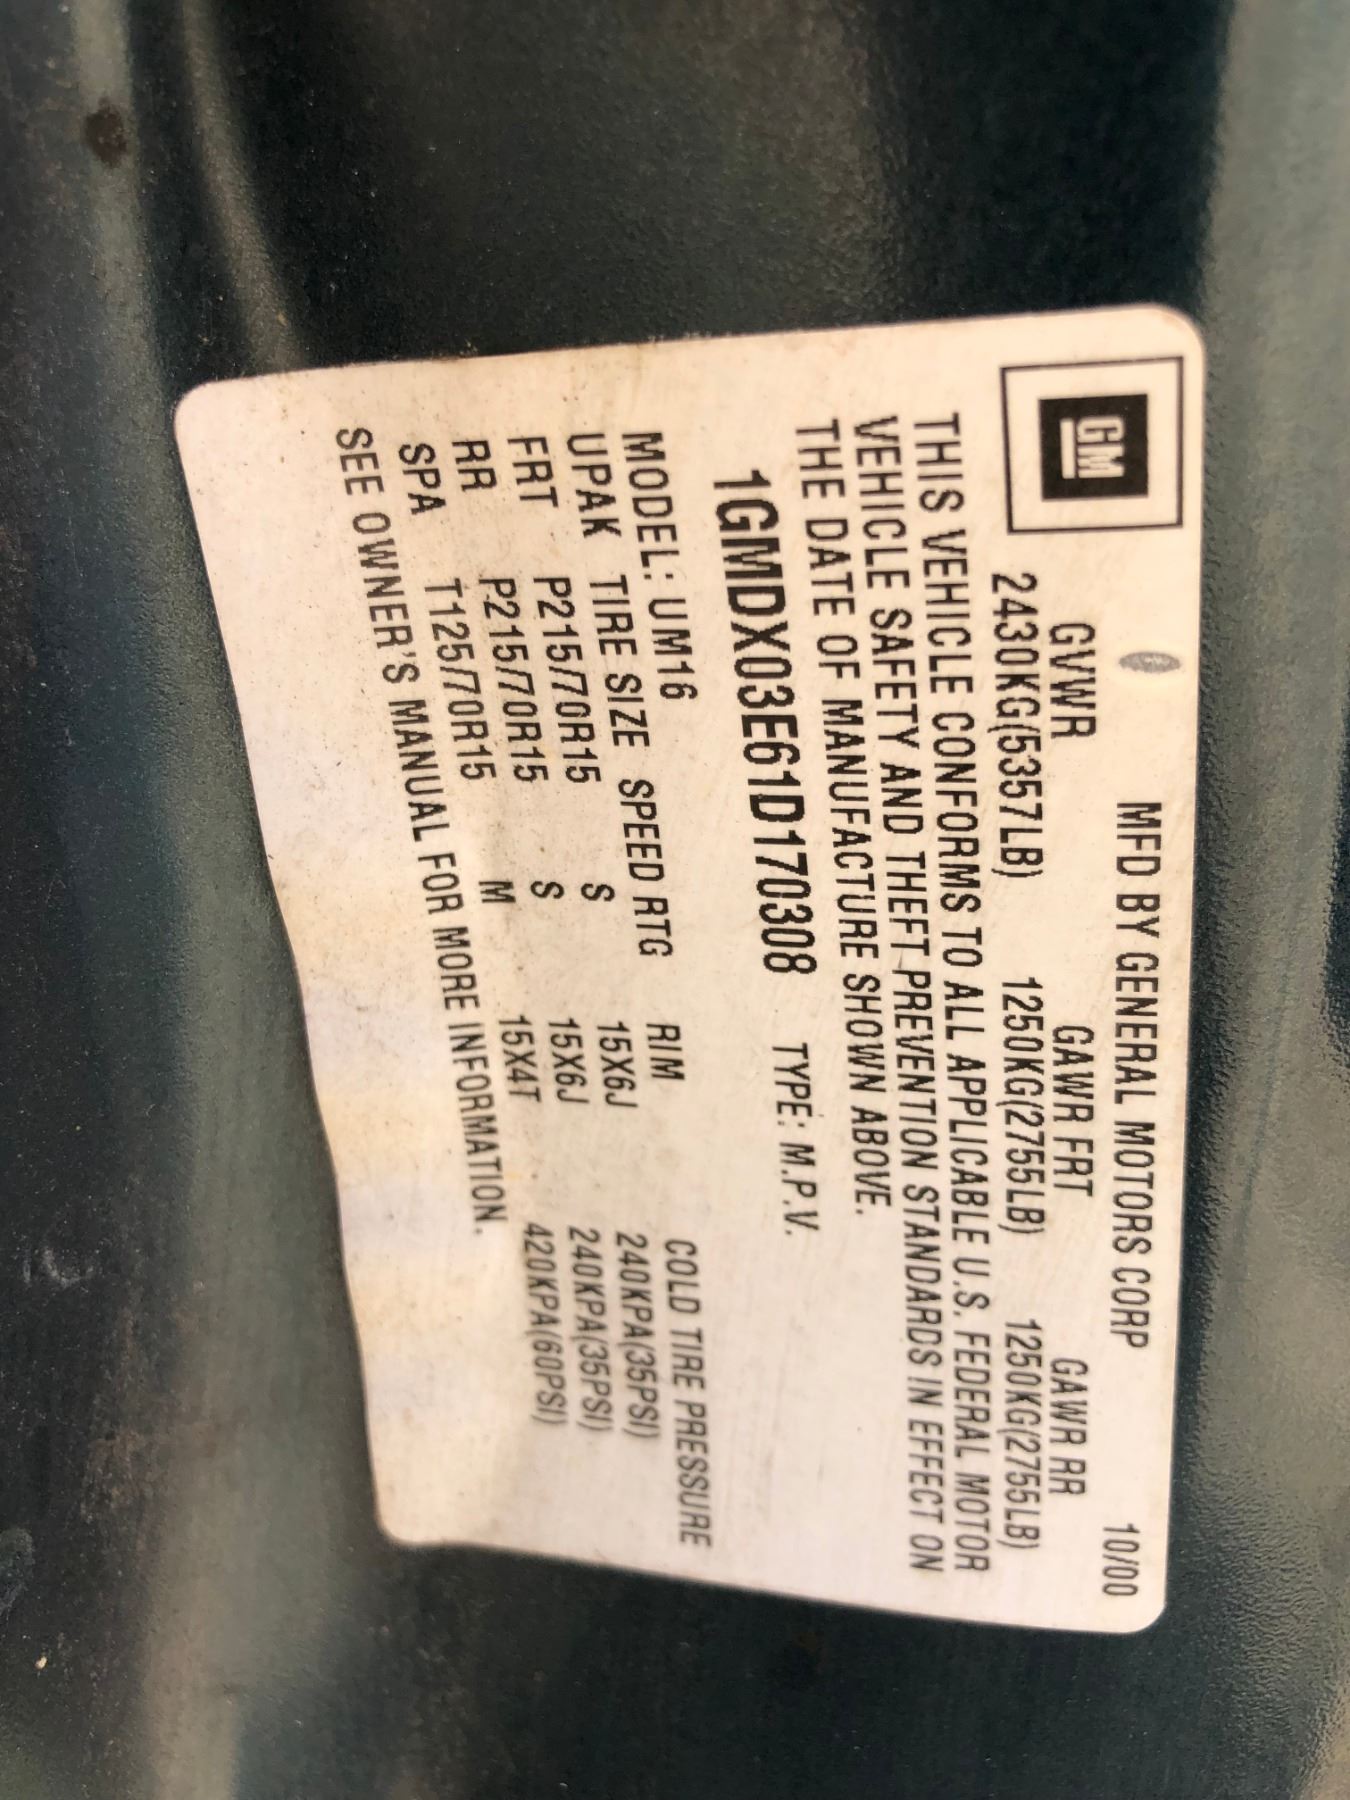 GM
MFD BY GENERAL MOTORS CORP 10/00
GVWR GAWR FRT GAWR RR
2430KG(5357LB) 1250KG(2755LB) 1250KG(2755LB)
THIS VEHICLE CONFORMS TO ALL APPLICABLE U.S. FEDERAL MOTOR
VEHICLE SAFETY AND THEFT PREVENTION STANDARDS IN EFFECT ON
THE DATE OF MANUFACTURE SHOWN ABOVE.
1GMDX03E61D170308 TYPE: M.P.V.
MODEL: UM16
UPAK TIRE SIZE SPEED RTG RIM COLD TIRE PRESSURE
FRT P215/70R15 S 15X6J 240KPA(35PSI)
RR P215/70R15 S 15X6J 240KPA(35PSI)
SPA T125/70R15 M 15X4T 420KPA(60PSI)
SEE OWNER'S MANUAL FOR MORE INFORMATION.